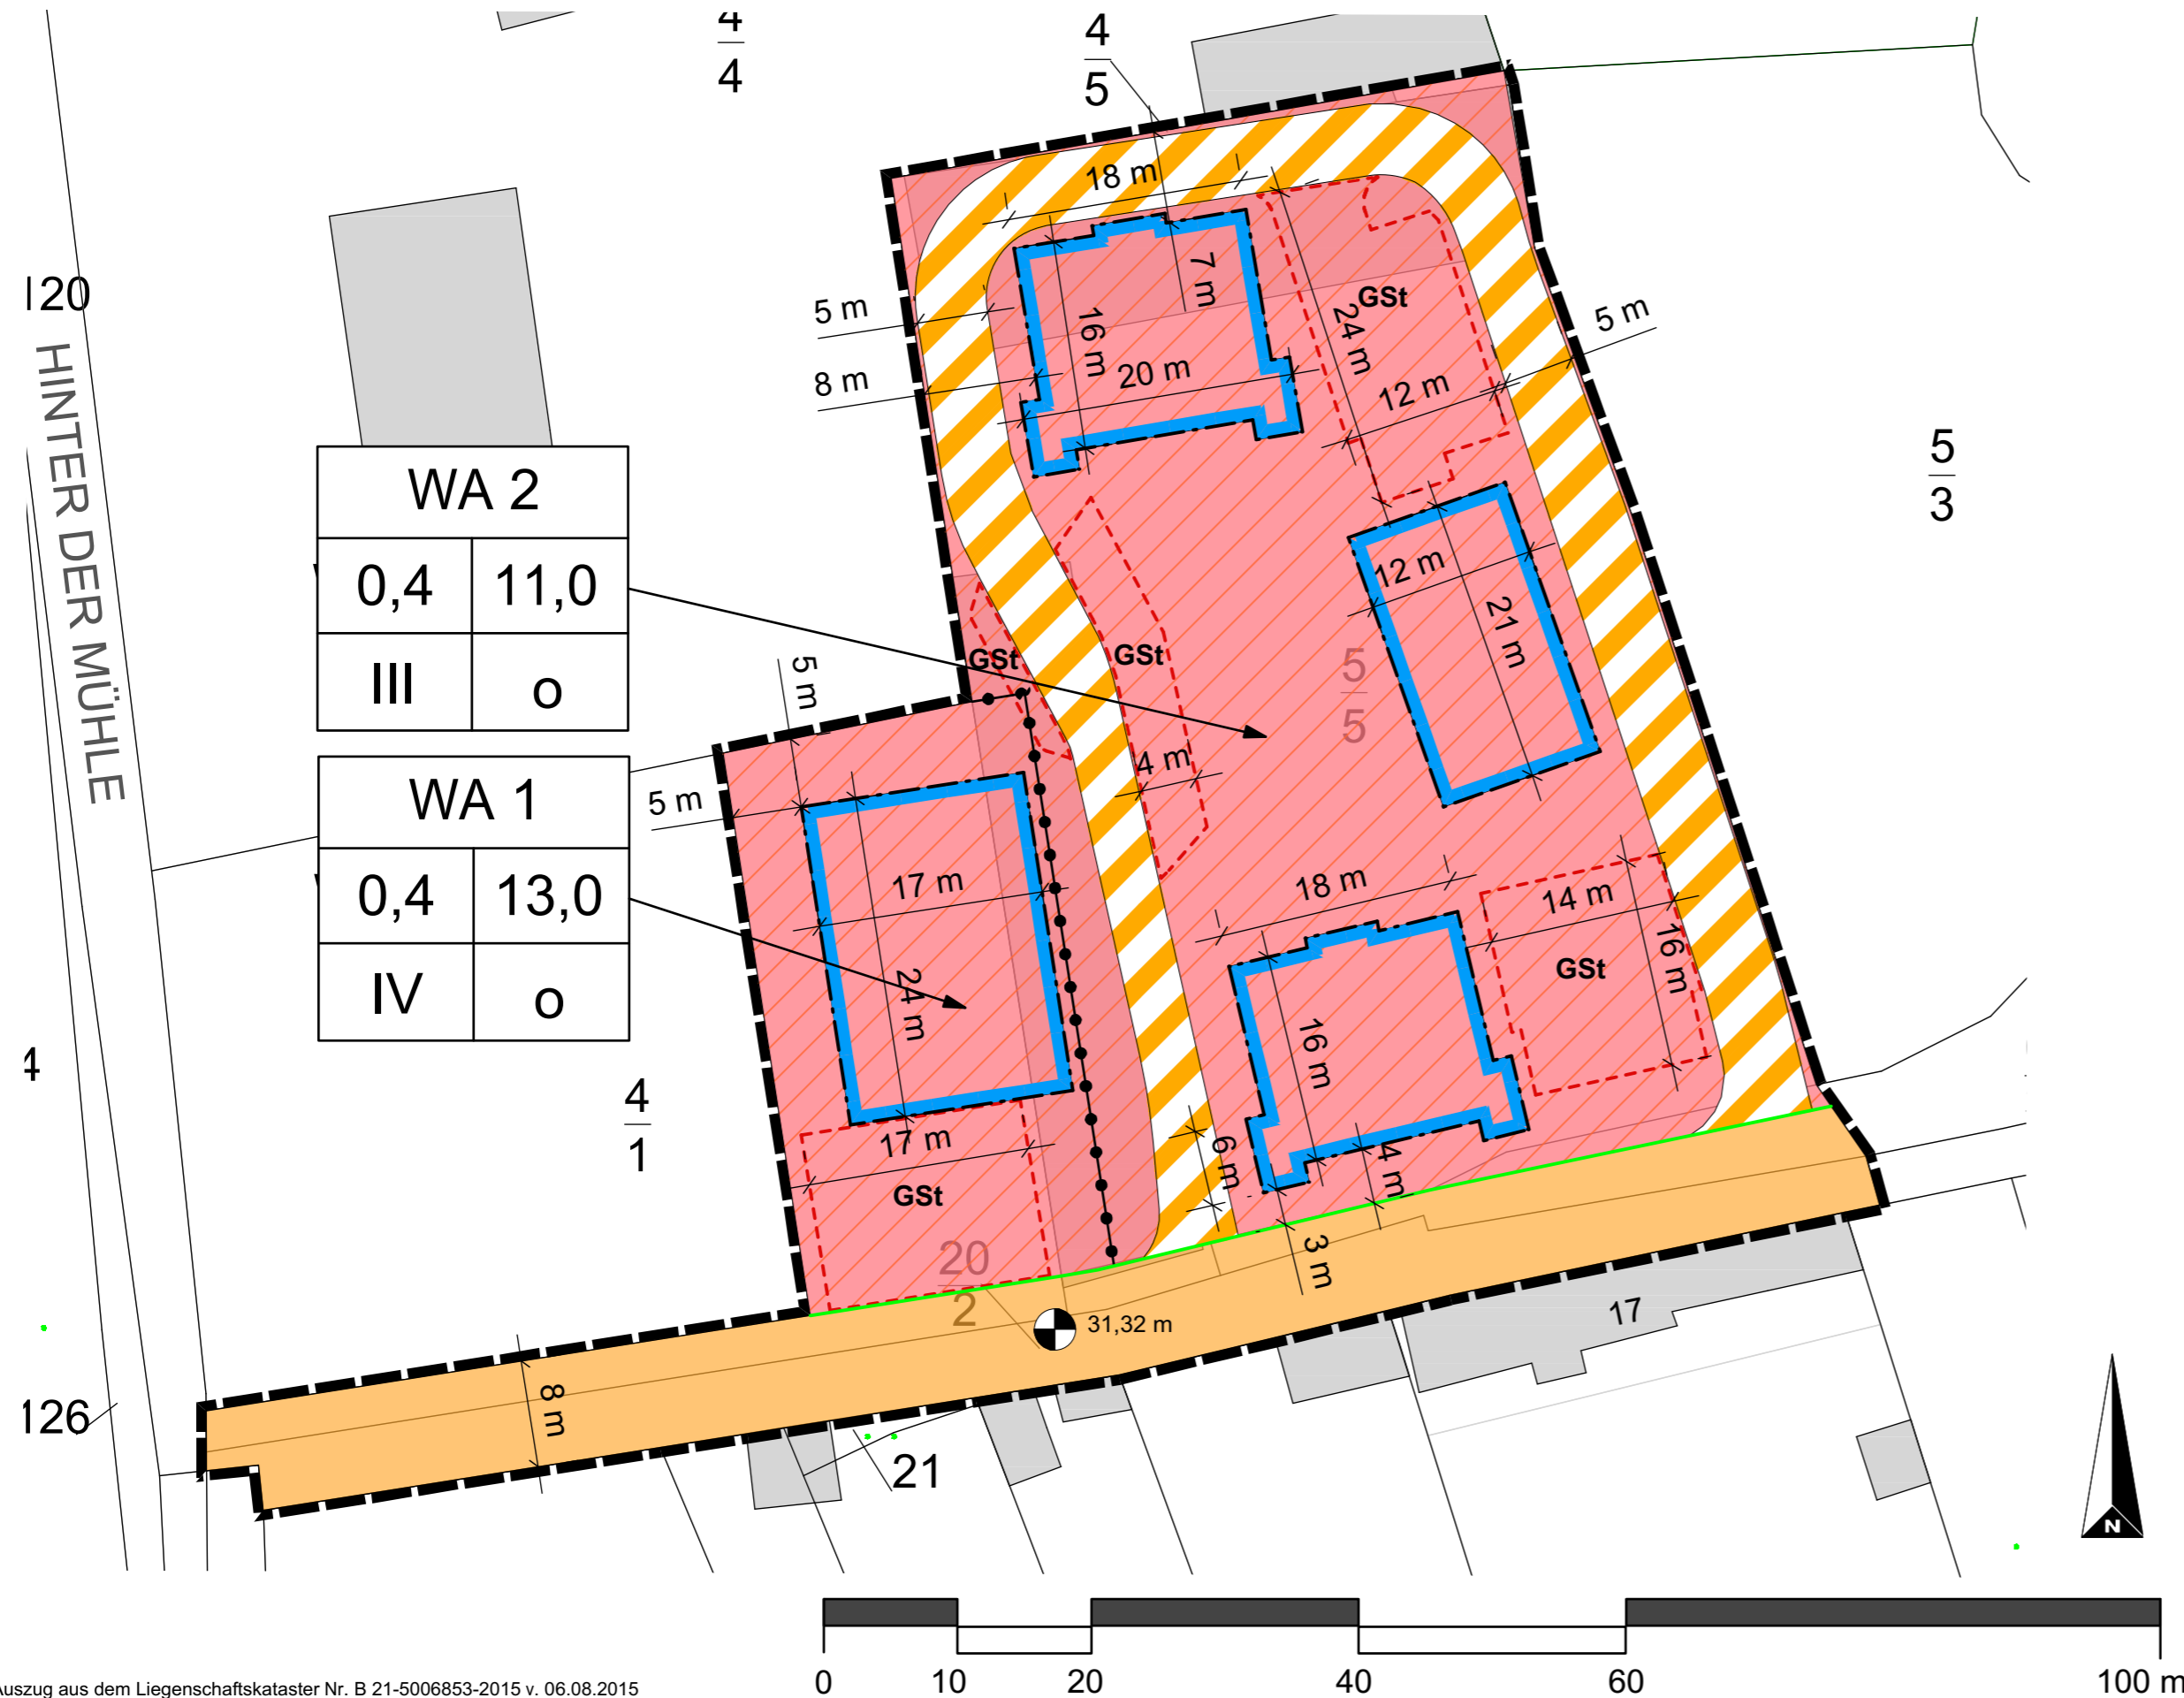 4
4
4
5
18 m
7 m
120
5 m
16 m
GSt
24 m
5 m
8 m
20 m
12 m
HINTER DER MÜHLE
5
3
WA 2
0,4
11,0
III
o
12 m
21 m
GSt
GSt
5 m
5
5
4 m
5 m
WA 1
0,4
13,0
IV
o
17 m
18 m
14 m
16 m
GSt
24 m
16 m
4
4
1
17 m
6 m
4 m
GSt
20
2
3 m
31,32 m
17
8 m
126
21
N
0
10
20
40
60
100 m
Auszug aus dem Liegenschaftskataster Nr. B 21-5006853-2015 v. 06.08.2015